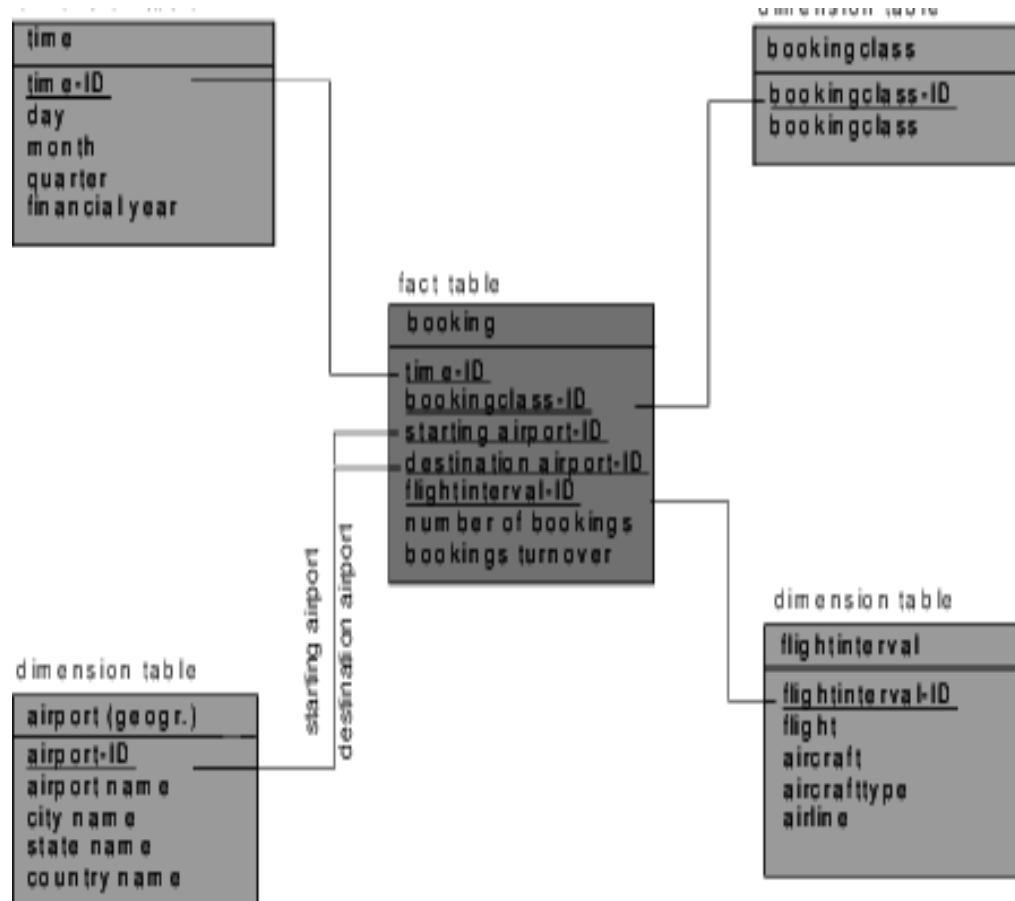 time
time-ID
day
month
quarter
financial year
dimension table
bookingclass
bookingclass-ID
bookingclass
fact table
booking
time-ID
bookingclass-ID
starting airport-ID
destination airport-ID
flightinterval-ID
number of bookings
bookings turnover
starting airport
destination airport
dimension table
airport (geogr.)
airport-ID
airport name
city name
state name
country name
dimension table
flightinterval
flightinterval-ID
flight
aircraft
aircrafttype
airline